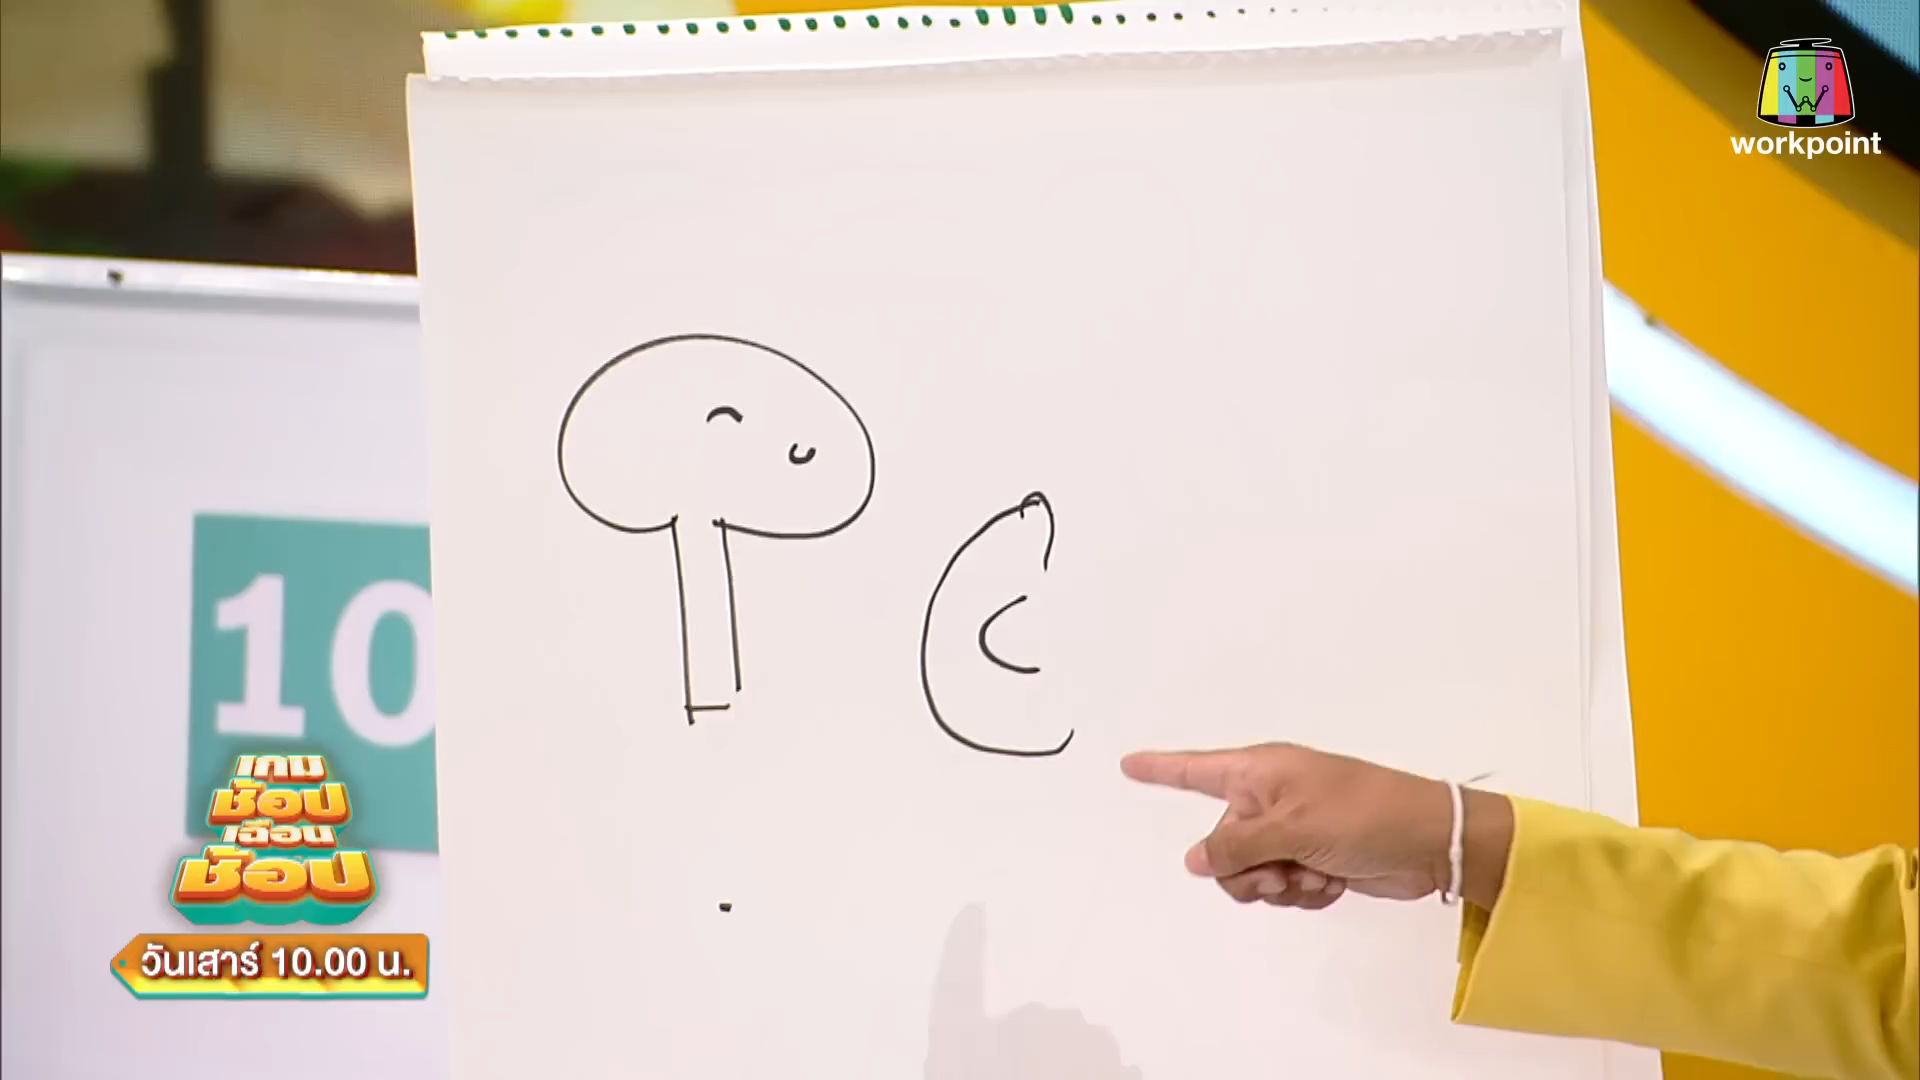 workpoint
10
เกม
ช้อป
เฉือน
ช้อป
วันเสาร์ 10.00 น.